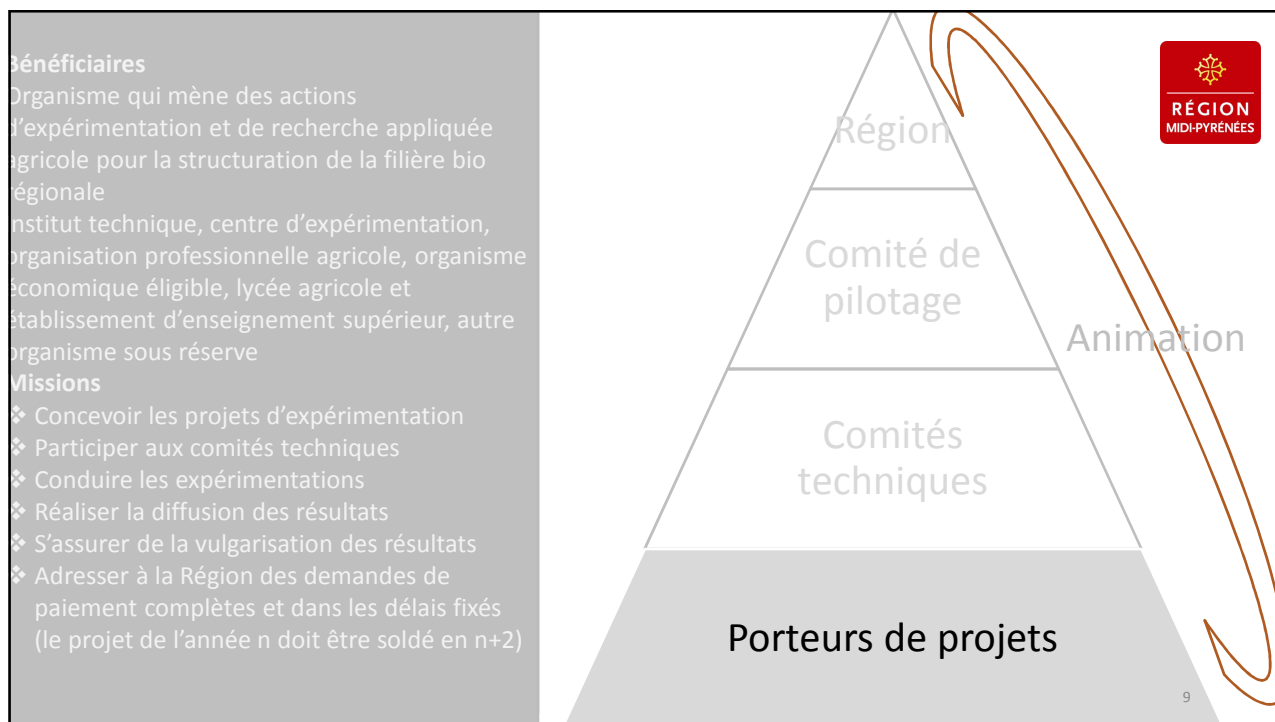 Bénéficiaires
Organisme qui mène des actions
d'expérimentation et de recherche appliquée
agricole pour la structuration de la filière bio
régionale
Institut technique, centre d'expérimentation,
organisation professionnelle agricole, organisme
économique éligible, lycée agricole et
établissement d'enseignement supérieur, autre
organisme sous réserve
Missions
❖ Concevoir les projets d'expérimentation
❖ Participer aux comités techniques
❖ Conduire les expérimentations
❖ Réaliser la diffusion des résultats
❖ S'assurer de la vulgarisation des résultats
❖ Adresser à la Région des demandes de
paiement complètes et dans les délais fixés
(le projet de l'année n doit être soldé en n+2)
Région
Comité de
pilotage
Comités
techniques
Porteurs de projets
Animation
RÉGION
MIDI-PYRÉNÉES
9